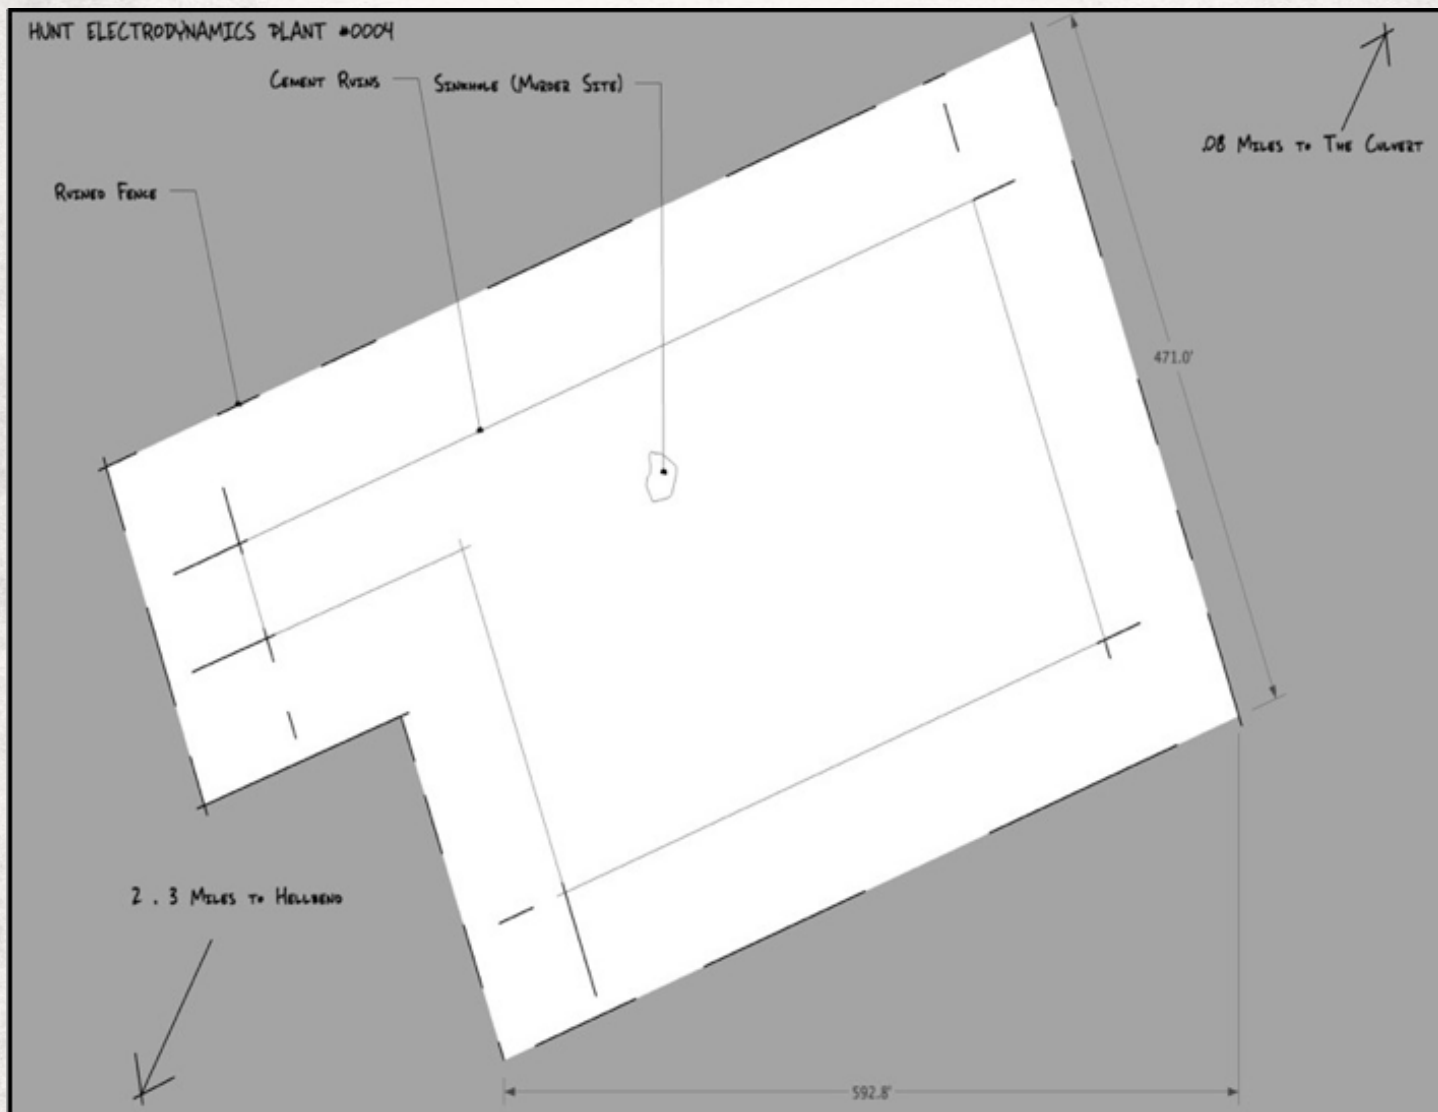 HUNT ELECTRODYNAMICS PLANT #0004
CEMENT RUINS
SINKHOLE (MURDER SITE)
.08 MILES TO THE CULVERT
RUINED FENCE
471.0'
2 . 3 MILES TO HELLBEND
592.8'